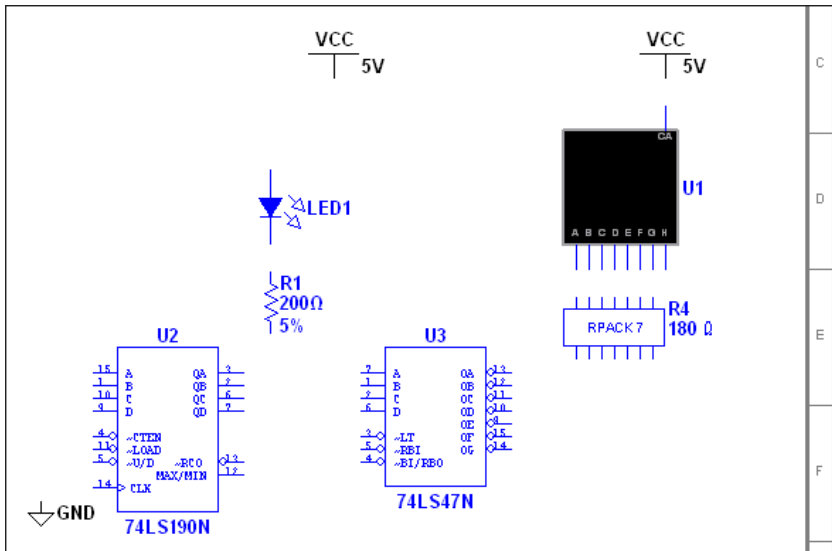 VCC
5V
VCC
5V
C
CA
U1
D
LED1
A B C D E F G H
R1
200Ω
5%
R4
180 Ω
RPACK7
E
U2
15 A QA 3
1 B QB 2
10 C QC 6
9 D QD 7
4 ~CTEN
11 ~LOAD
5 ~U/D ~RCO 13
MAX/MIN 12
14 CLK
74LS190N
U3
7 A OA 13
1 B OB 12
2 C OC 11
6 D OD 10
OE 9
3 ~LT OF 15
5 ~RBI OG 14
4 ~BI/RBO
74LS47N
F
GND